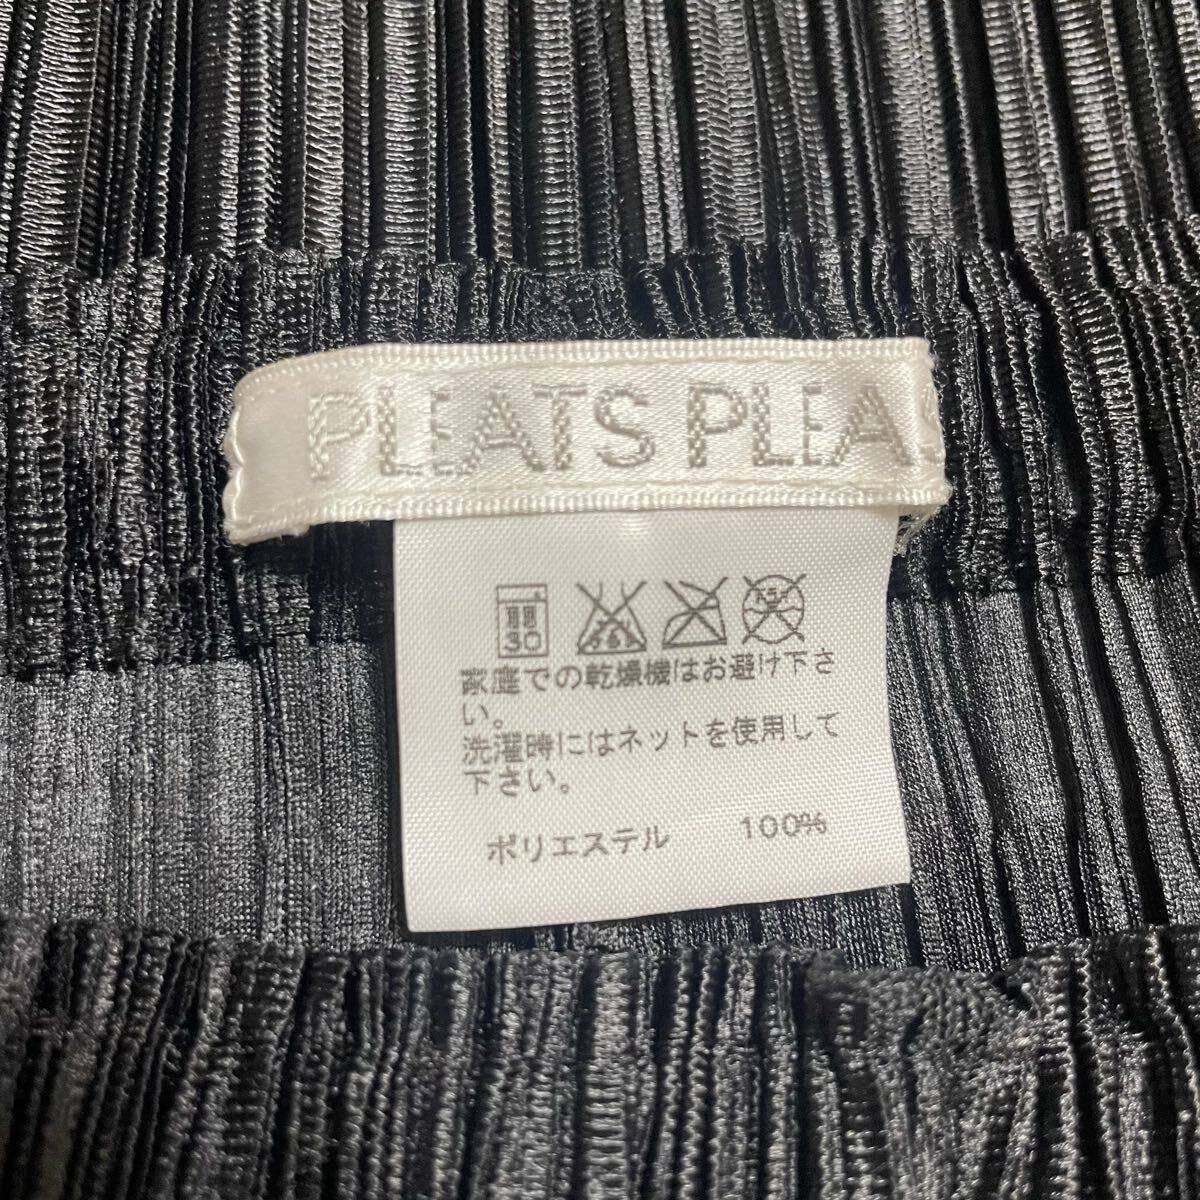 PLEATS PLEAS
30
家庭での乾燥機はお避け下さ
い。
洗濯時にはネットを使用して
下さい。
ポリエステル 100%